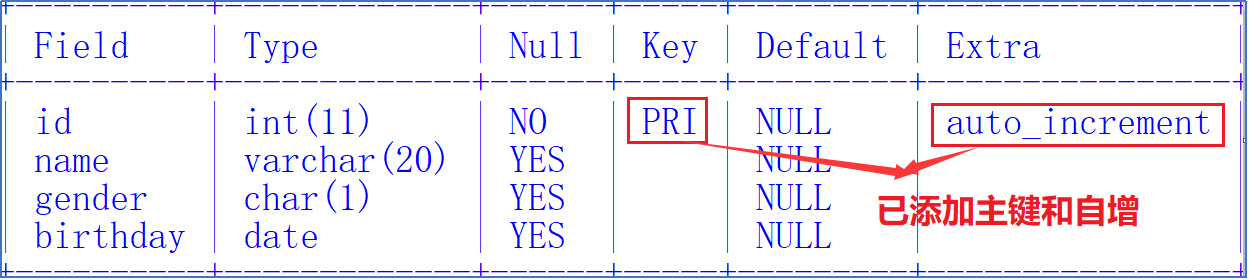 Field Type Null Key Default Extra
id int(11) NO PRI NULL auto_increment
name varchar(20) YES NULL
gender char(1) YES NULL
birthday date YES NULL
已添加主键和自增